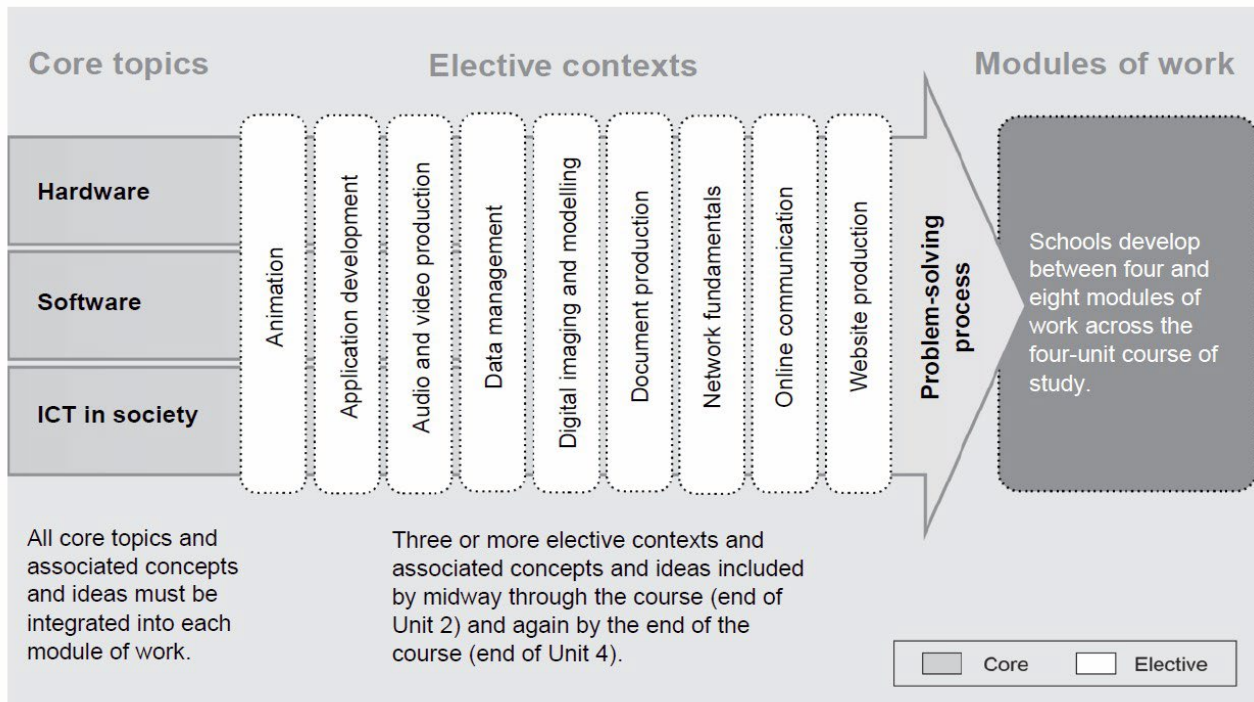 Core topics
Elective contexts
Modules of work
Hardware
Software
ICT in society
Animation
Application development
Audio and video production
Data management
Digital imaging and modelling
Document production
Network fundamentals
Online communication
Website production
Problem-solving
process
Schools develop
between four and
eight modules of
work across the
four-unit course of
study.
All core topics and
associated concepts
and ideas must be
integrated into each
module of work.
Three or more elective contexts and
associated concepts and ideas included
by midway through the course (end of
Unit 2) and again by the end of the
course (end of Unit 4).
Core
Elective